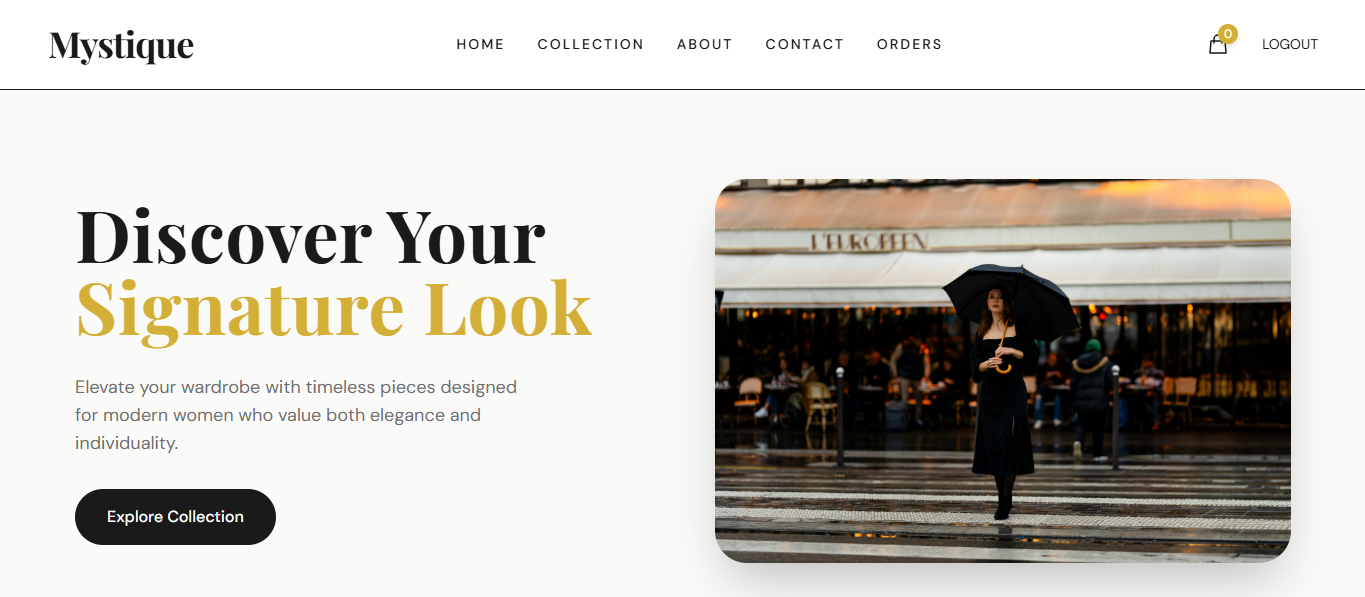 Mystique
HOME COLLECTION ABOUT CONTACT ORDERS
0
LOGOUT
Discover Your
Signature Look
Elevate your wardrobe with timeless pieces designed
for modern women who value both elegance and
individuality.
Explore Collection
L'EUROPEEN